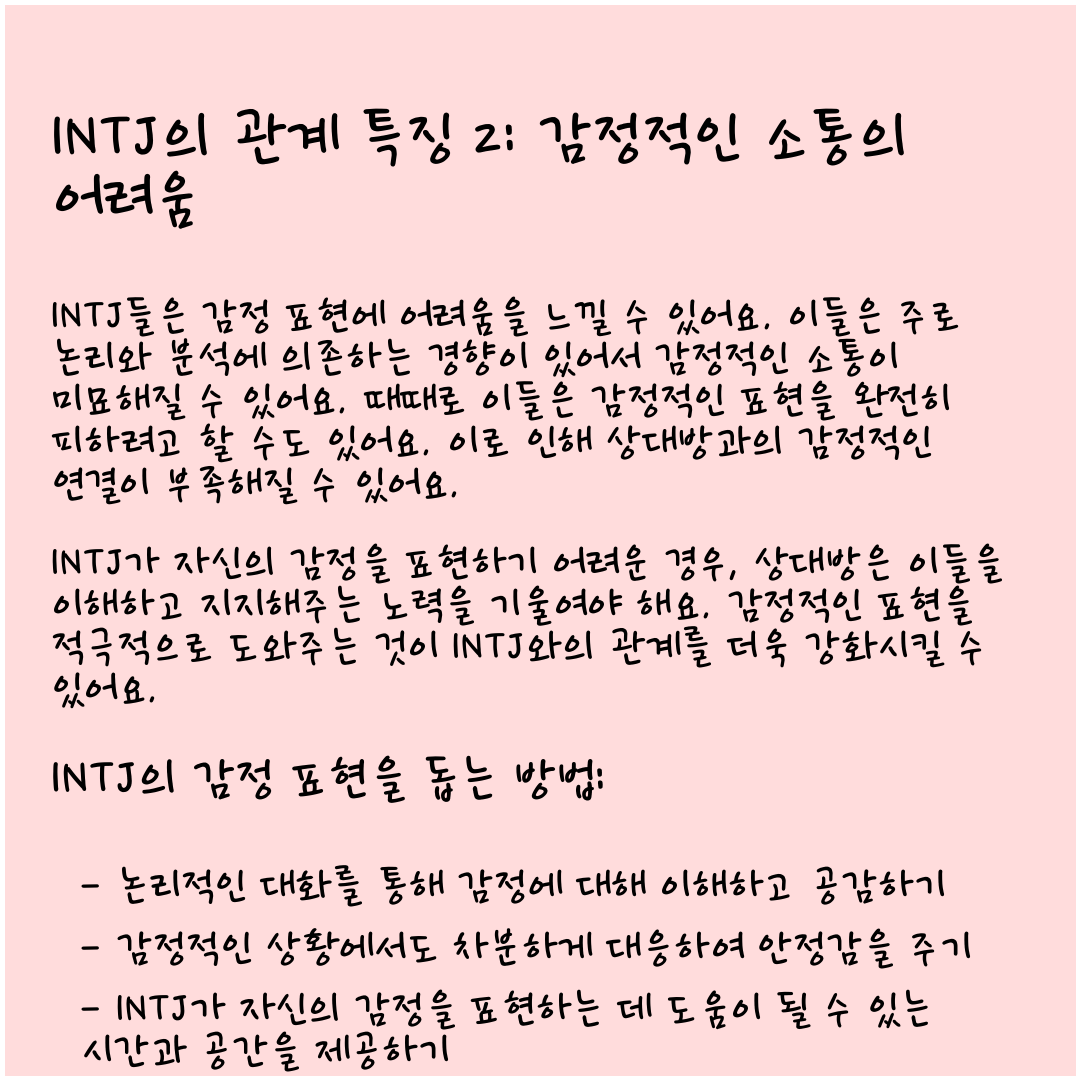 INTJ의 관계 특징 2: 감정적인 소통의
어려움
INTJ들은 감정 표현에 어려움을 느낄 수 있어요. 이들은 주로
논리와 분석에 의존하는 경향이 있어서 감정적인 소통이
미묘해질 수 있어요. 때때로 이들은 감정적인 표현을 완전히
피하려고 할 수도 있어요. 이로 인해 상대방과의 감정적인
연결이 부족해질 수 있어요.
INTJ가 자신의 감정을 표현하기 어려운 경우, 상대방은 이들을
이해하고 지지해주는 노력을 기울여야 해요. 감정적인 표현을
적극적으로 도와주는 것이 INTJ와의 관계를 더욱 강화시킬 수
있어요.
INTJ의 감정 표현을 돕는 방법:
- 논리적인 대화를 통해 감정에 대해 이해하고 공감하기
- 감정적인 상황에서도 차분하게 대응하여 안정감을 주기
- INTJ가 자신의 감정을 표현하는 데 도움이 될 수 있는
시간과 공간을 제공하기